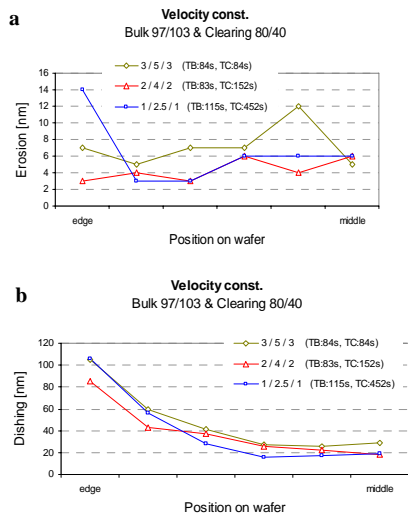 a
Velocity const.
Bulk 97/103 & Clearing 80/40
3 / 5 / 3 (TB:84s, TC:84s)
2 / 4 / 2 (TB:83s, TC:152s)
1 / 2.5 / 1 (TB:115s, TC:452s)
Erosion [nm]
16
14
12
10
8
6
4
2
0
edge
middle
Position on wafer
b
Velocity const.
Bulk 97/103 & Clearing 80/40
3 / 5 / 3 (TB:84s, TC:84s)
2 / 4 / 2 (TB:83s, TC:152s)
1 / 2.5 / 1 (TB:115s, TC:452s)
Dishing [nm]
120
100
80
60
40
20
0
edge
middle
Position on wafer